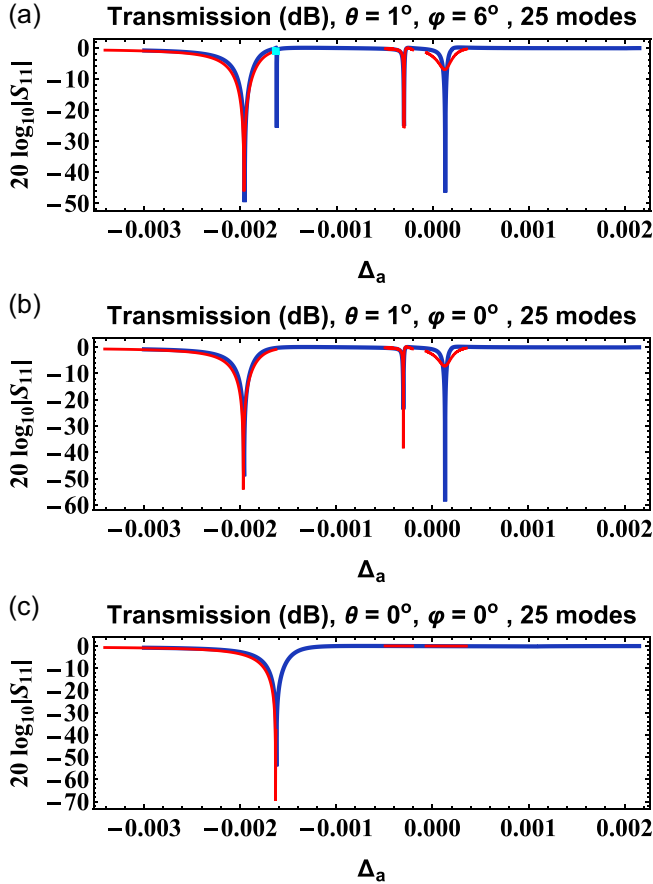 (a)
Transmission (dB), θ = 1°, φ = 6°, 25 modes
20 log₁₀|S₁₁|
0
−10
−20
−30
−40
−50
−0.003 −0.002 −0.001 0.000 0.001 0.002
Δₐ
(b)
Transmission (dB), θ = 1°, φ = 0° , 25 modes
20 log₁₀|S₁₁|
0
−10
−20
−30
−40
−50
−60
−0.003 −0.002 −0.001 0.000 0.001 0.002
Δₐ
(c)
Transmission (dB), θ = 0°, φ = 0° , 25 modes
20 log₁₀|S₁₁|
0
−10
−20
−30
−40
−50
−60
−70
−0.003 −0.002 −0.001 0.000 0.001 0.002
Δₐ